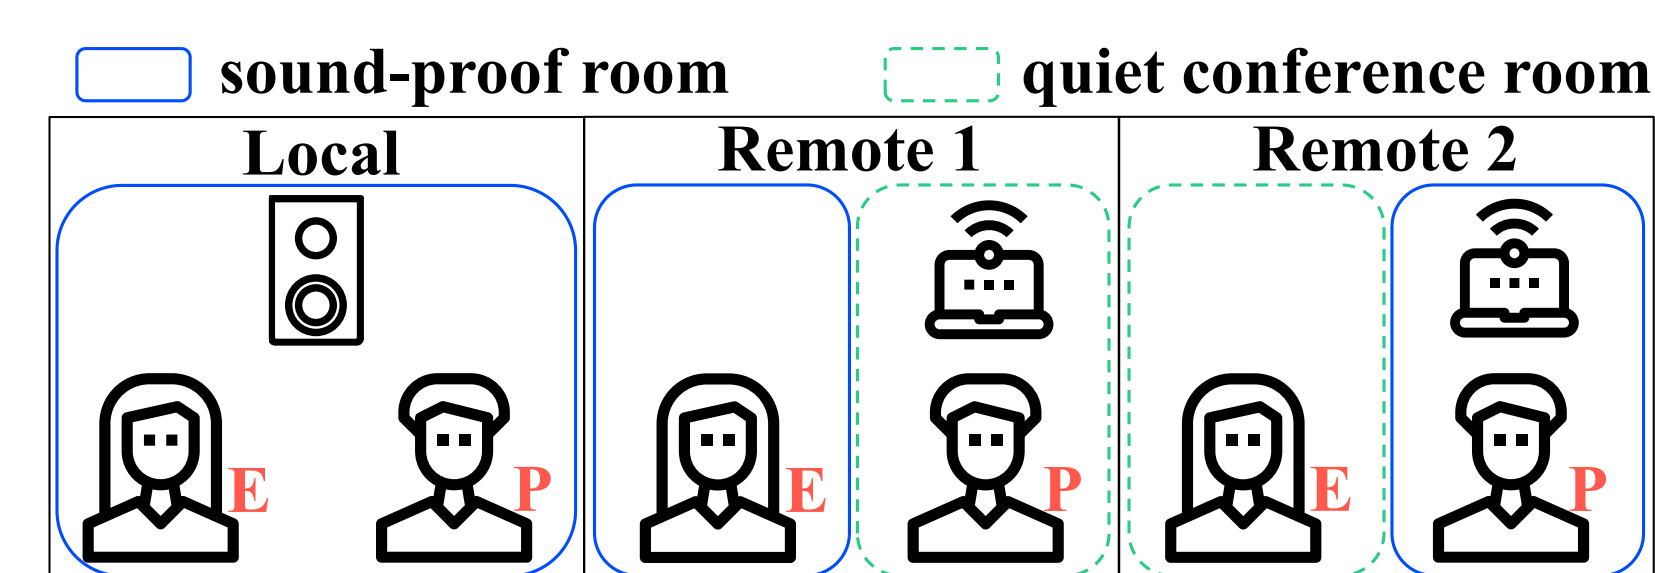 sound-proof room quiet conference room
Local Remote 1 Remote 2
E P E P E P